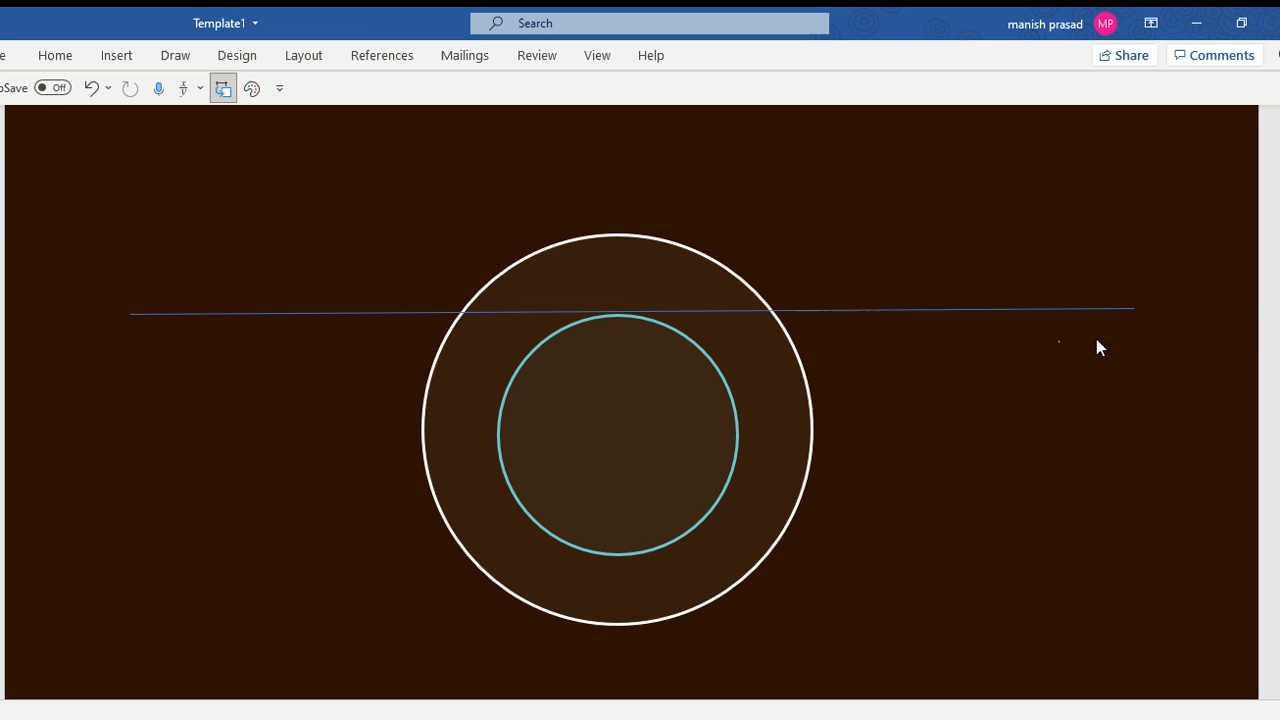 Template1
Search
manish prasad MP
e Home Insert Draw Design Layout References Mailings Review View Help Share Comments
oSave Off x/y